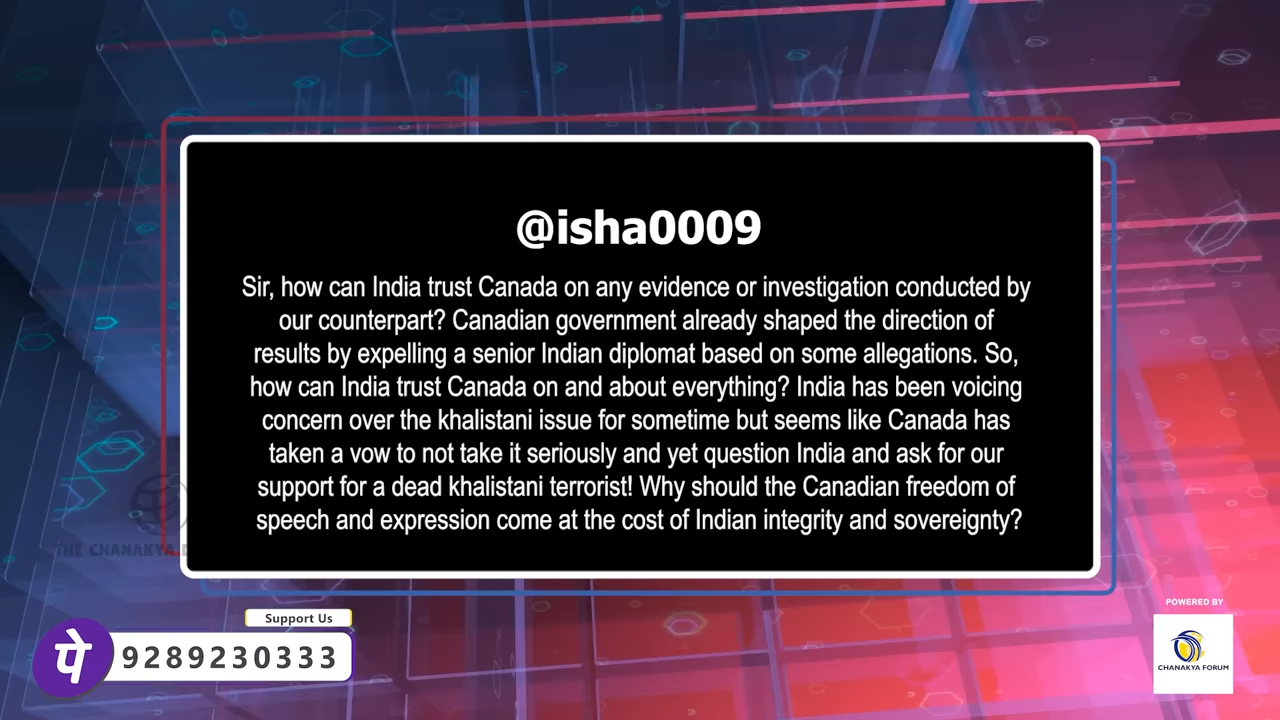 @isha0009
Sir, how can India trust Canada on any evidence or investigation conducted by
our counterpart? Canadian government already shaped the direction of
results by expelling a senior Indian diplomat based on some allegations. So,
how can India trust Canada on and about everything? India has been voicing
concern over the khalistani issue for sometime but seems like Canada has
taken a vow to not take it seriously and yet question India and ask for our
support for a dead khalistani terrorist! Why should the Canadian freedom of
speech and expression come at the cost of Indian integrity and sovereignty?
THE CHANAKYA
Support Us
पे 9289230333
POWERED BY
CHANAKYA FORUM